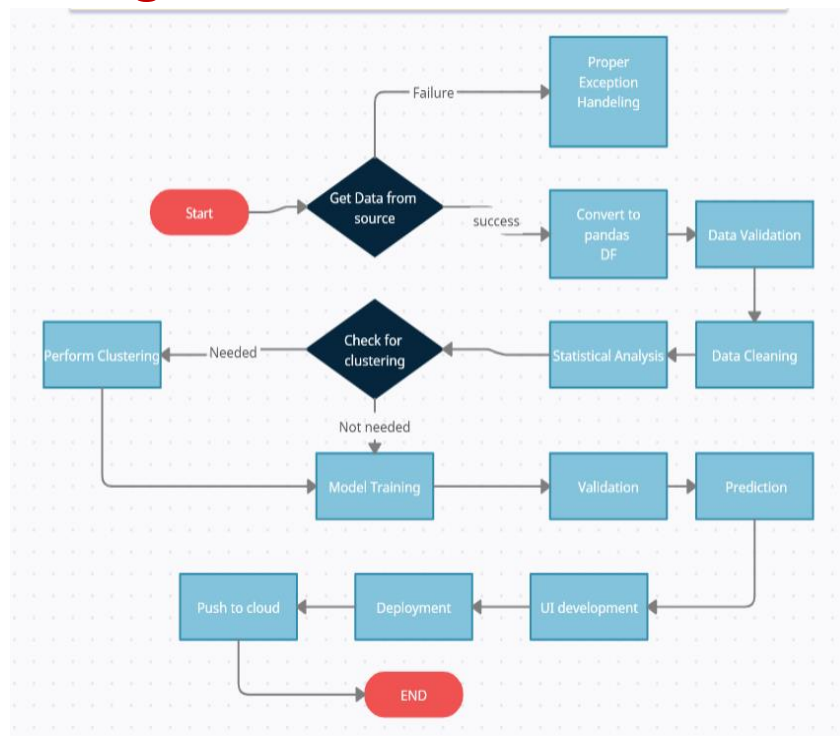 Proper
Exception
Handeling
Failure
Get Data from
source
Start
success
Convert to
pandas
DF
Data Validation
Check for
clustering
Perform Clustering
Needed
Statistical Analysis
Data Cleaning
Not needed
Model Training
Validation
Prediction
Push to cloud
Deployment
UI development
END